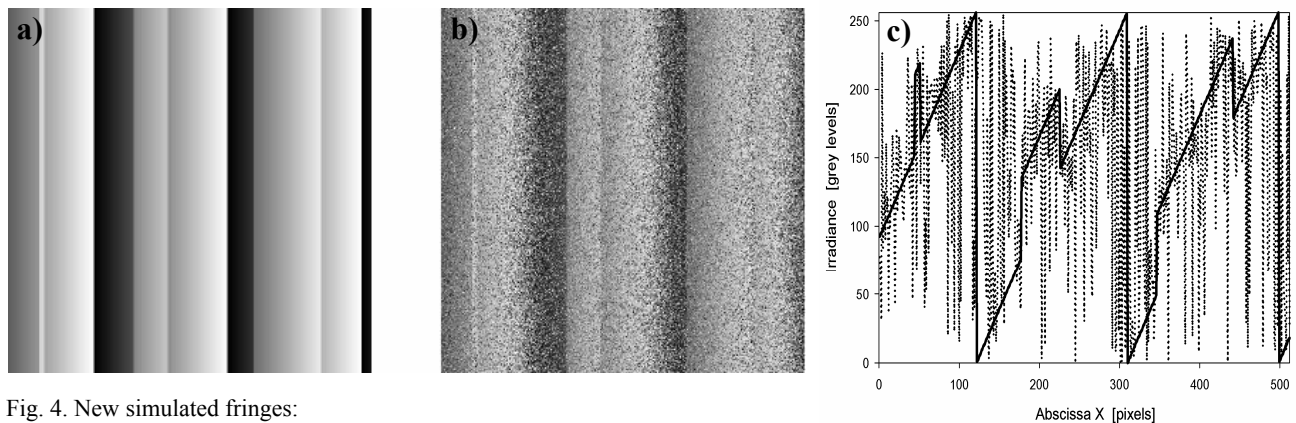 a)
b)
c)
Irradiance [grey levels]
250
200
150
100
50
0
0 100 200 300 400 500
Abscissa X [pixels]
Fig. 4. New simulated fringes: